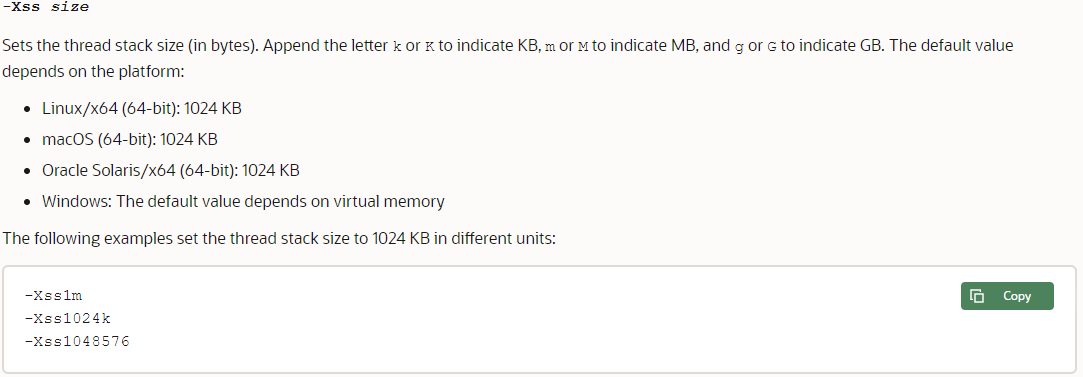 -Xss size
Sets the thread stack size (in bytes). Append the letter k or K to indicate KB, m or M to indicate MB, and g or G to indicate GB. The default value
depends on the platform:
• Linux/x64 (64-bit): 1024 KB
• macOS (64-bit): 1024 KB
• Oracle Solaris/x64 (64-bit): 1024 KB
• Windows: The default value depends on virtual memory
The following examples set the thread stack size to 1024 KB in different units:
-Xss1m
Copy
-Xss1024k
-Xss1048576